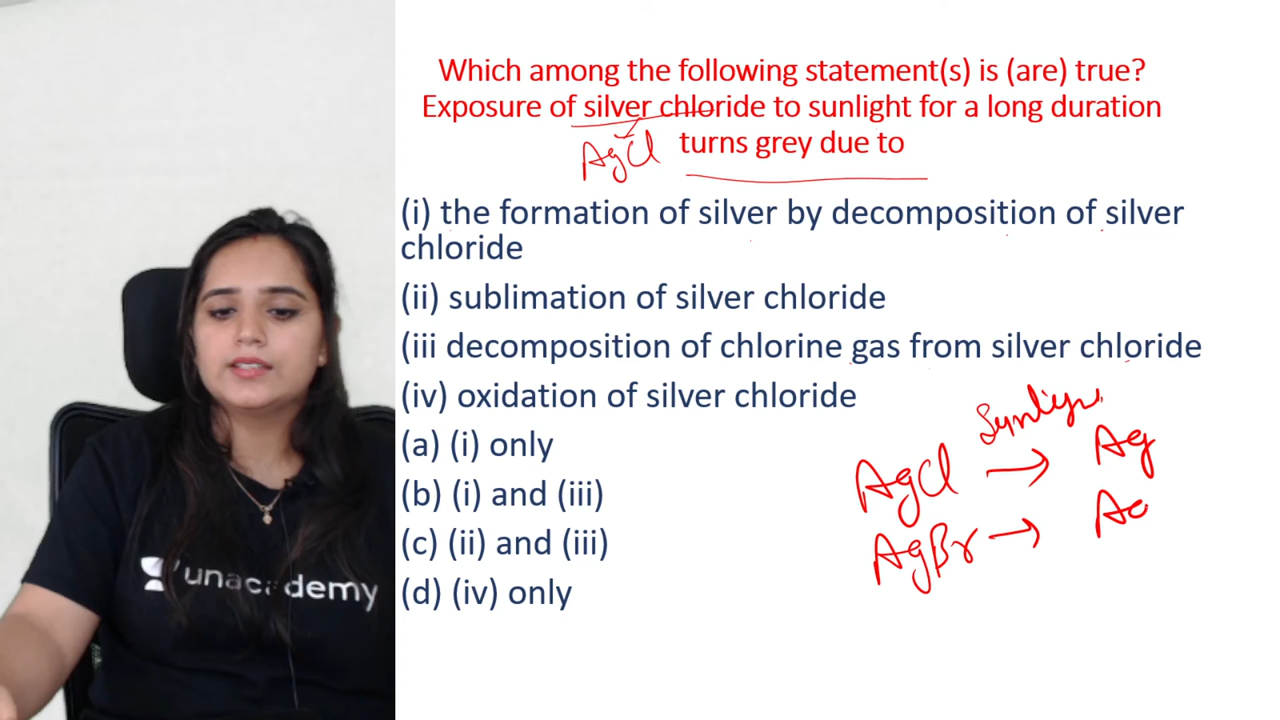 Which among the following statement(s) is (are) true?
Exposure of silver chloride to sunlight for a long duration
turns grey due to
AgCl
(i) the formation of silver by decomposition of silver
chloride
(ii) sublimation of silver chloride
(iii decomposition of chlorine gas from silver chloride
(iv) oxidation of silver chloride
(a) (i) only
(b) (i) and (iii)
(c) (ii) and (iii)
(d) (iv) only
AgCl → Ag
AgBr →
unacademy